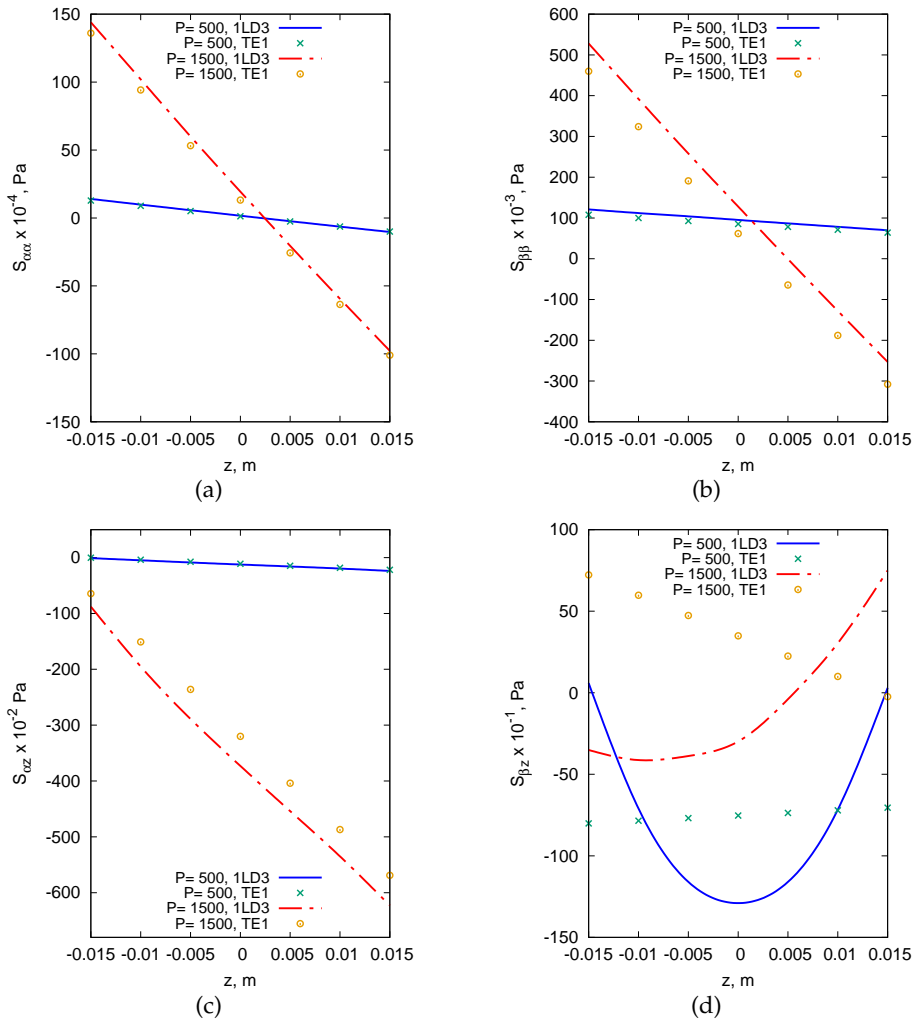 P= 500, 1LD3
P= 500, TE1
P= 1500, 1LD3
P= 1500, TE1
150
100
50
0
-50
-100
-150
S_αα x 10^-4, Pa
-0.015 -0.01 -0.005 0 0.005 0.01 0.015
z, m
(a)
P= 500, 1LD3
P= 500, TE1
P= 1500, 1LD3
P= 1500, TE1
600
500
400
300
200
100
0
-100
-200
-300
-400
S_ββ x 10^-3, Pa
-0.015 -0.01 -0.005 0 0.005 0.01 0.015
z, m
(b)
0
-100
-200
-300
-400
-500
-600
S_αz x 10^-2 Pa
P= 500, 1LD3
P= 500, TE1
P= 1500, 1LD3
P= 1500, TE1
-0.015 -0.01 -0.005 0 0.005 0.01 0.015
z, m
(c)
P= 500, 1LD3
P= 500, TE1
P= 1500, 1LD3
P= 1500, TE1
100
50
0
-50
-100
-150
S_βz x 10^-1, Pa
-0.015 -0.01 -0.005 0 0.005 0.01 0.015
z, m
(d)